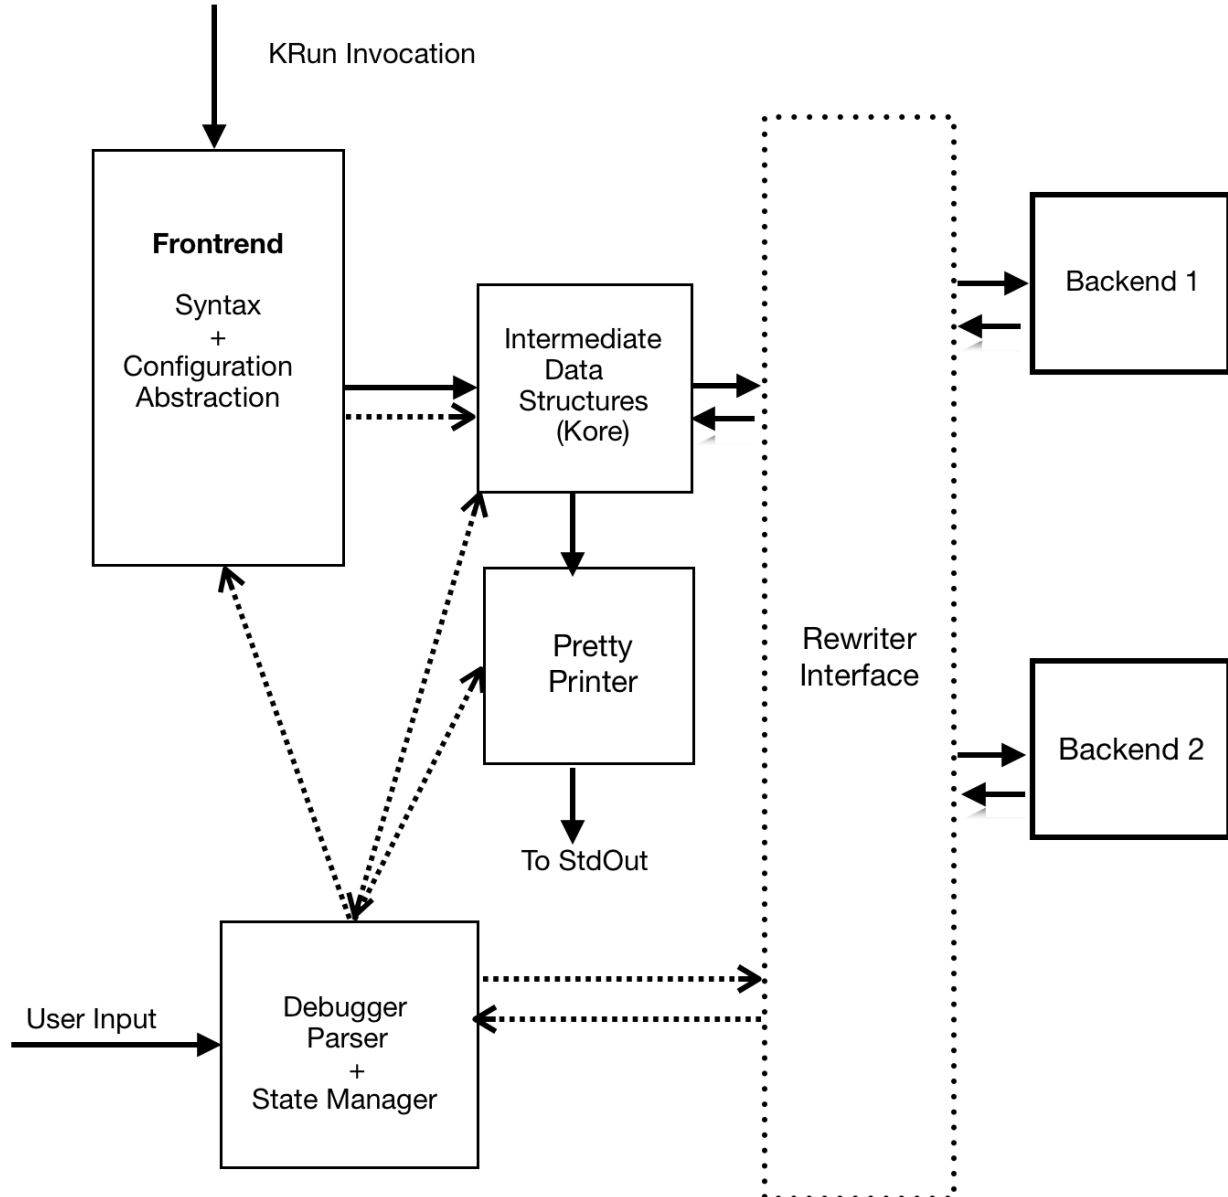 KRun Invocation
Frontrend
Syntax
+
Configuration
Abstraction
Intermediate
Data
Structures
(Kore)
Backend 1
Pretty
Printer
Rewriter
Interface
Backend 2
To StdOut
User Input
Debugger
Parser
+
State Manager